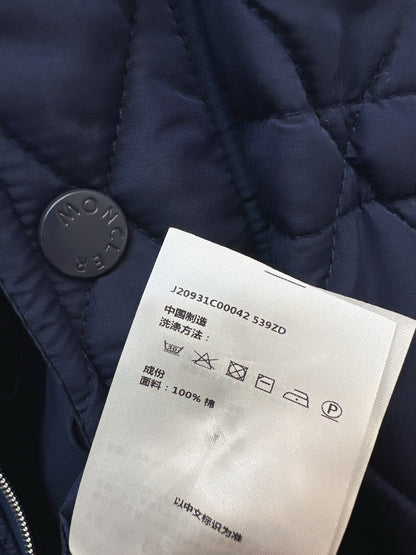 MONCLER
J20931C00042 539ZD
中国制造
洗涤方法：
30
P
成份
面料：100% 棉
以中文标识为准